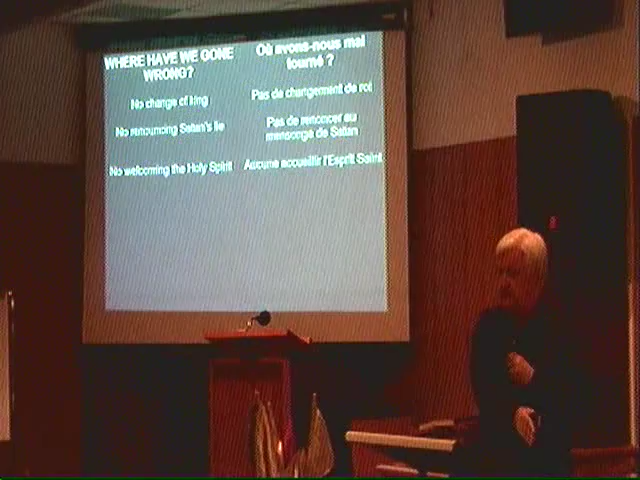 WHERE HAVE WE GONE
WRONG?
No change of king
No renouncing Satan's lie
No welcoming the Holy Spirit
Où avons-nous mal
tourné ?
Pas de changement de roi
Pas de renoncer au
mensonge de Satan
Aucune accueillir l'Esprit Saint